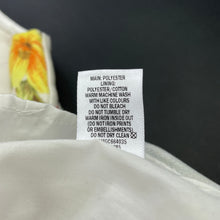 MAIN: POLYESTER
LINING:
POLYESTER; COTTON
WARM MACHINE WASH
WITH LIKE COLOURS
DO NOT BLEACH
DO NOT TUMBLE DRY
WARM IRON INSIDE OUT
(DO NOT IRON PRINTS
OR EMBELLISHMENTS)
DO NOT DRY CLEAN